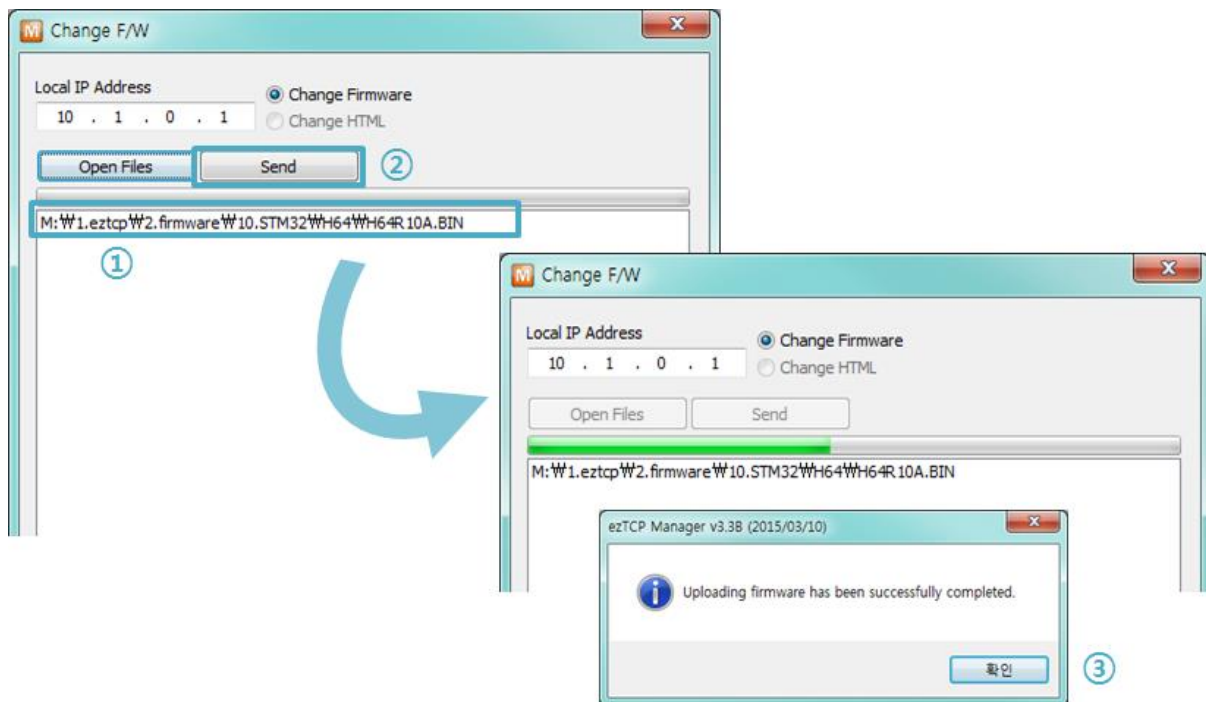 M Change F/W
Local IP Address
10 . 1 . 0 . 1
Change Firmware
Change HTML
Open Files
Send
②
M:₩1.eztcp₩2.firmware₩10.STM32₩H64₩H64R10A.BIN
①
M Change F/W
Local IP Address
10 . 1 . 0 . 1
Change Firmware
Change HTML
Open Files
Send
M:₩1.eztcp₩2.firmware₩10.STM32₩H64₩H64R10A.BIN
ezTCP Manager v3.3B (2015/03/10)
Uploading firmware has been successfully completed.
확인
③